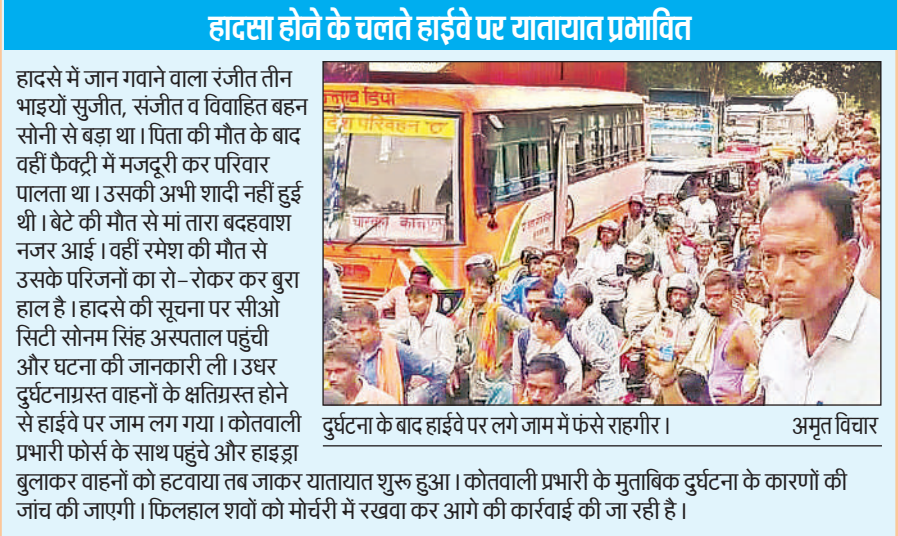 हादसा होने के चलते हाईवे पर यातायात प्रभावित
हादसे में जान गवाने वाला रंजीत तीन
भाइयों सुजीत, संजीत व विवाहित बहन
सोनी से बड़ा था। पिता की मौत के बाद
वहीं फैक्ट्री में मजदूरी कर परिवार
पालता था। उसकी अभी शादी नहीं हुई
थी। बेटे की मौत से मां तारा बदहवाश
नजर आई। वहीं रमेश की मौत से
उसके परिजनों का रो-रोकर कर बुरा
हाल है। हादसे की सूचना पर सीओ
सिटी सोनम सिंह अस्पताल पहुंची
और घटना की जानकारी ली। उधर
दुर्घटनाग्रस्त वाहनों के क्षतिग्रस्त होने
से हाईवे पर जाम लग गया। कोतवाली
प्रभारी फोर्स के साथ पहुंचे और हाइड्रा
बुलाकर वाहनों को हटवाया तब जाकर यातायात शुरू हुआ। कोतवाली प्रभारी के मुताबिक दुर्घटना के कारणों की
जांच की जाएगी। फिलहाल शवों को मोर्चरी में रखवा कर आगे की कार्रवाई की जा रही है।
डिपो
परिवहन
दुर्घटना के बाद हाईवे पर लगे जाम में फंसे राहगीर।
अमृत विचार